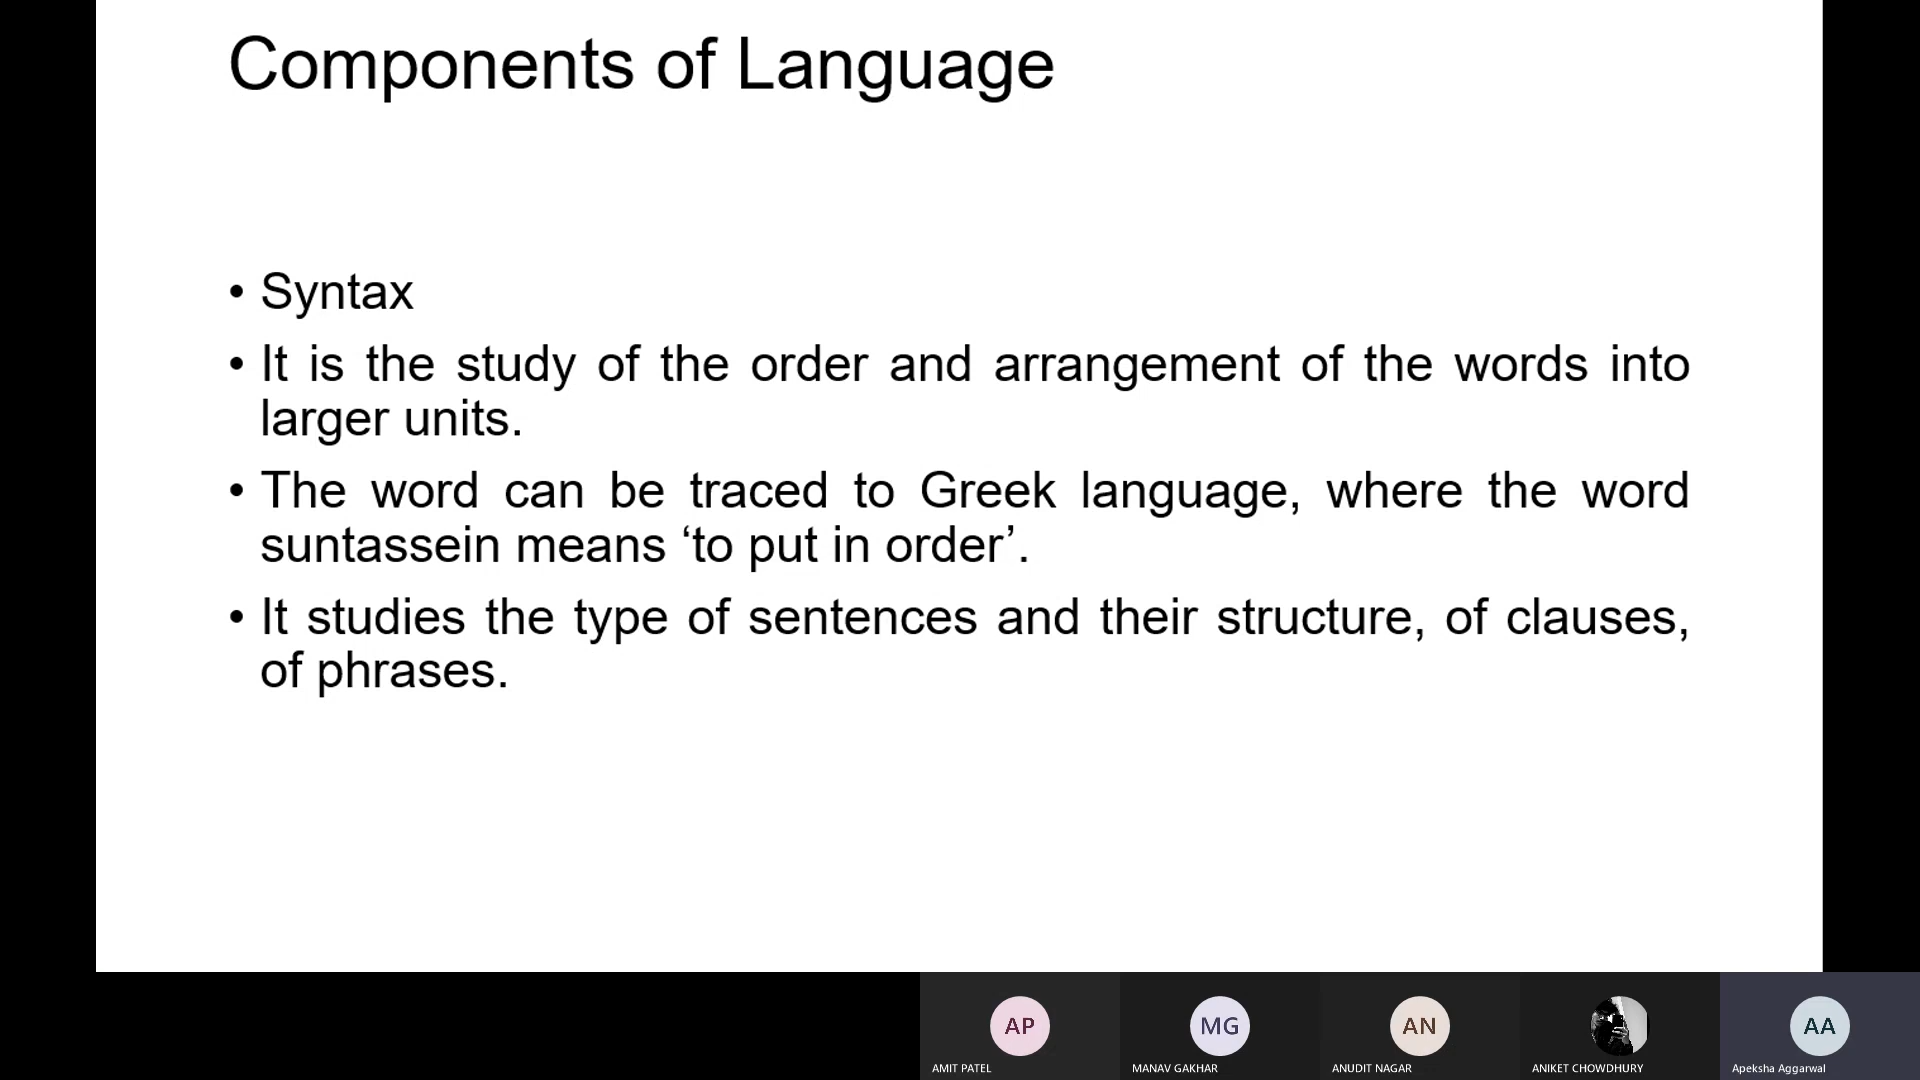 Components of Language
• Syntax
• It is the study of the order and arrangement of the words into
larger units.
• The word can be traced to Greek language, where the word
suntassein means ‘to put in order’.
• It studies the type of sentences and their structure, of clauses,
of phrases.
AP MG AN AA
AMIT PATEL MANAV GAKHAR ANUDIT NAGAR ANIKET CHOWDHURY Apeksha Aggarwal